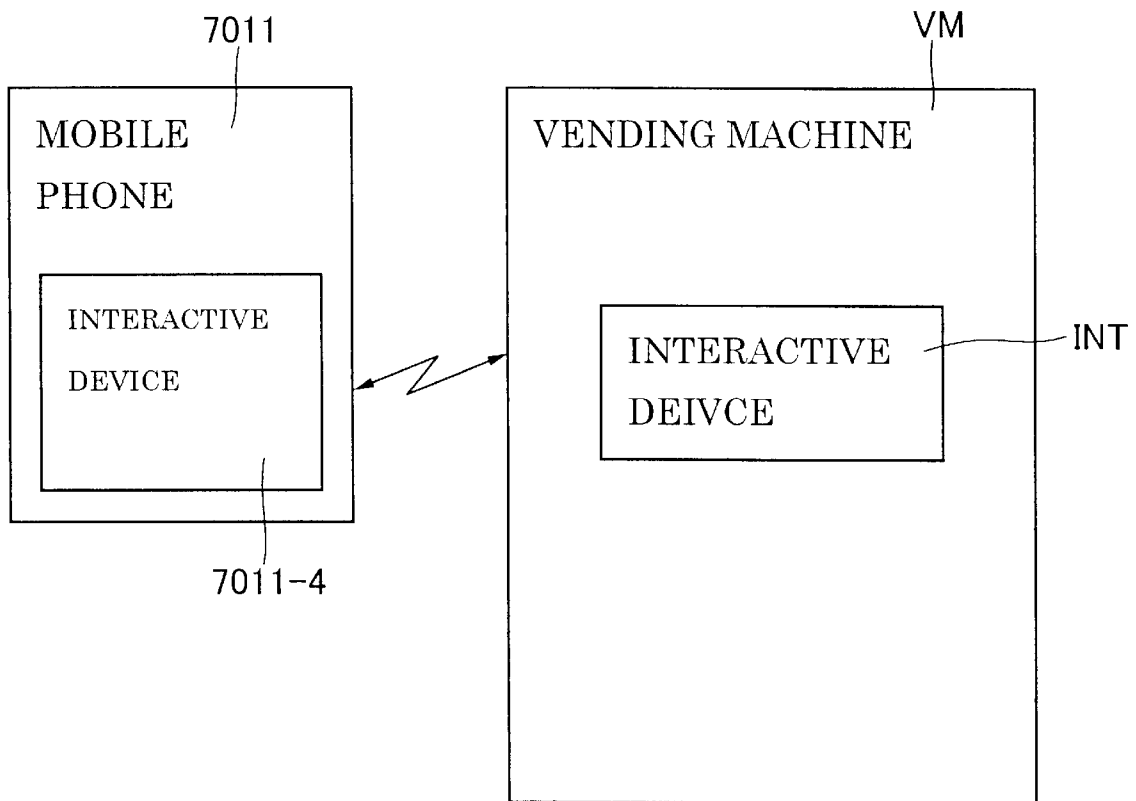 7011
VM
MOBILE
PHONE
VENDING MACHINE
INTERACTIVE
DEVICE
INTERACTIVE
DEIVCE
INT
7011-4